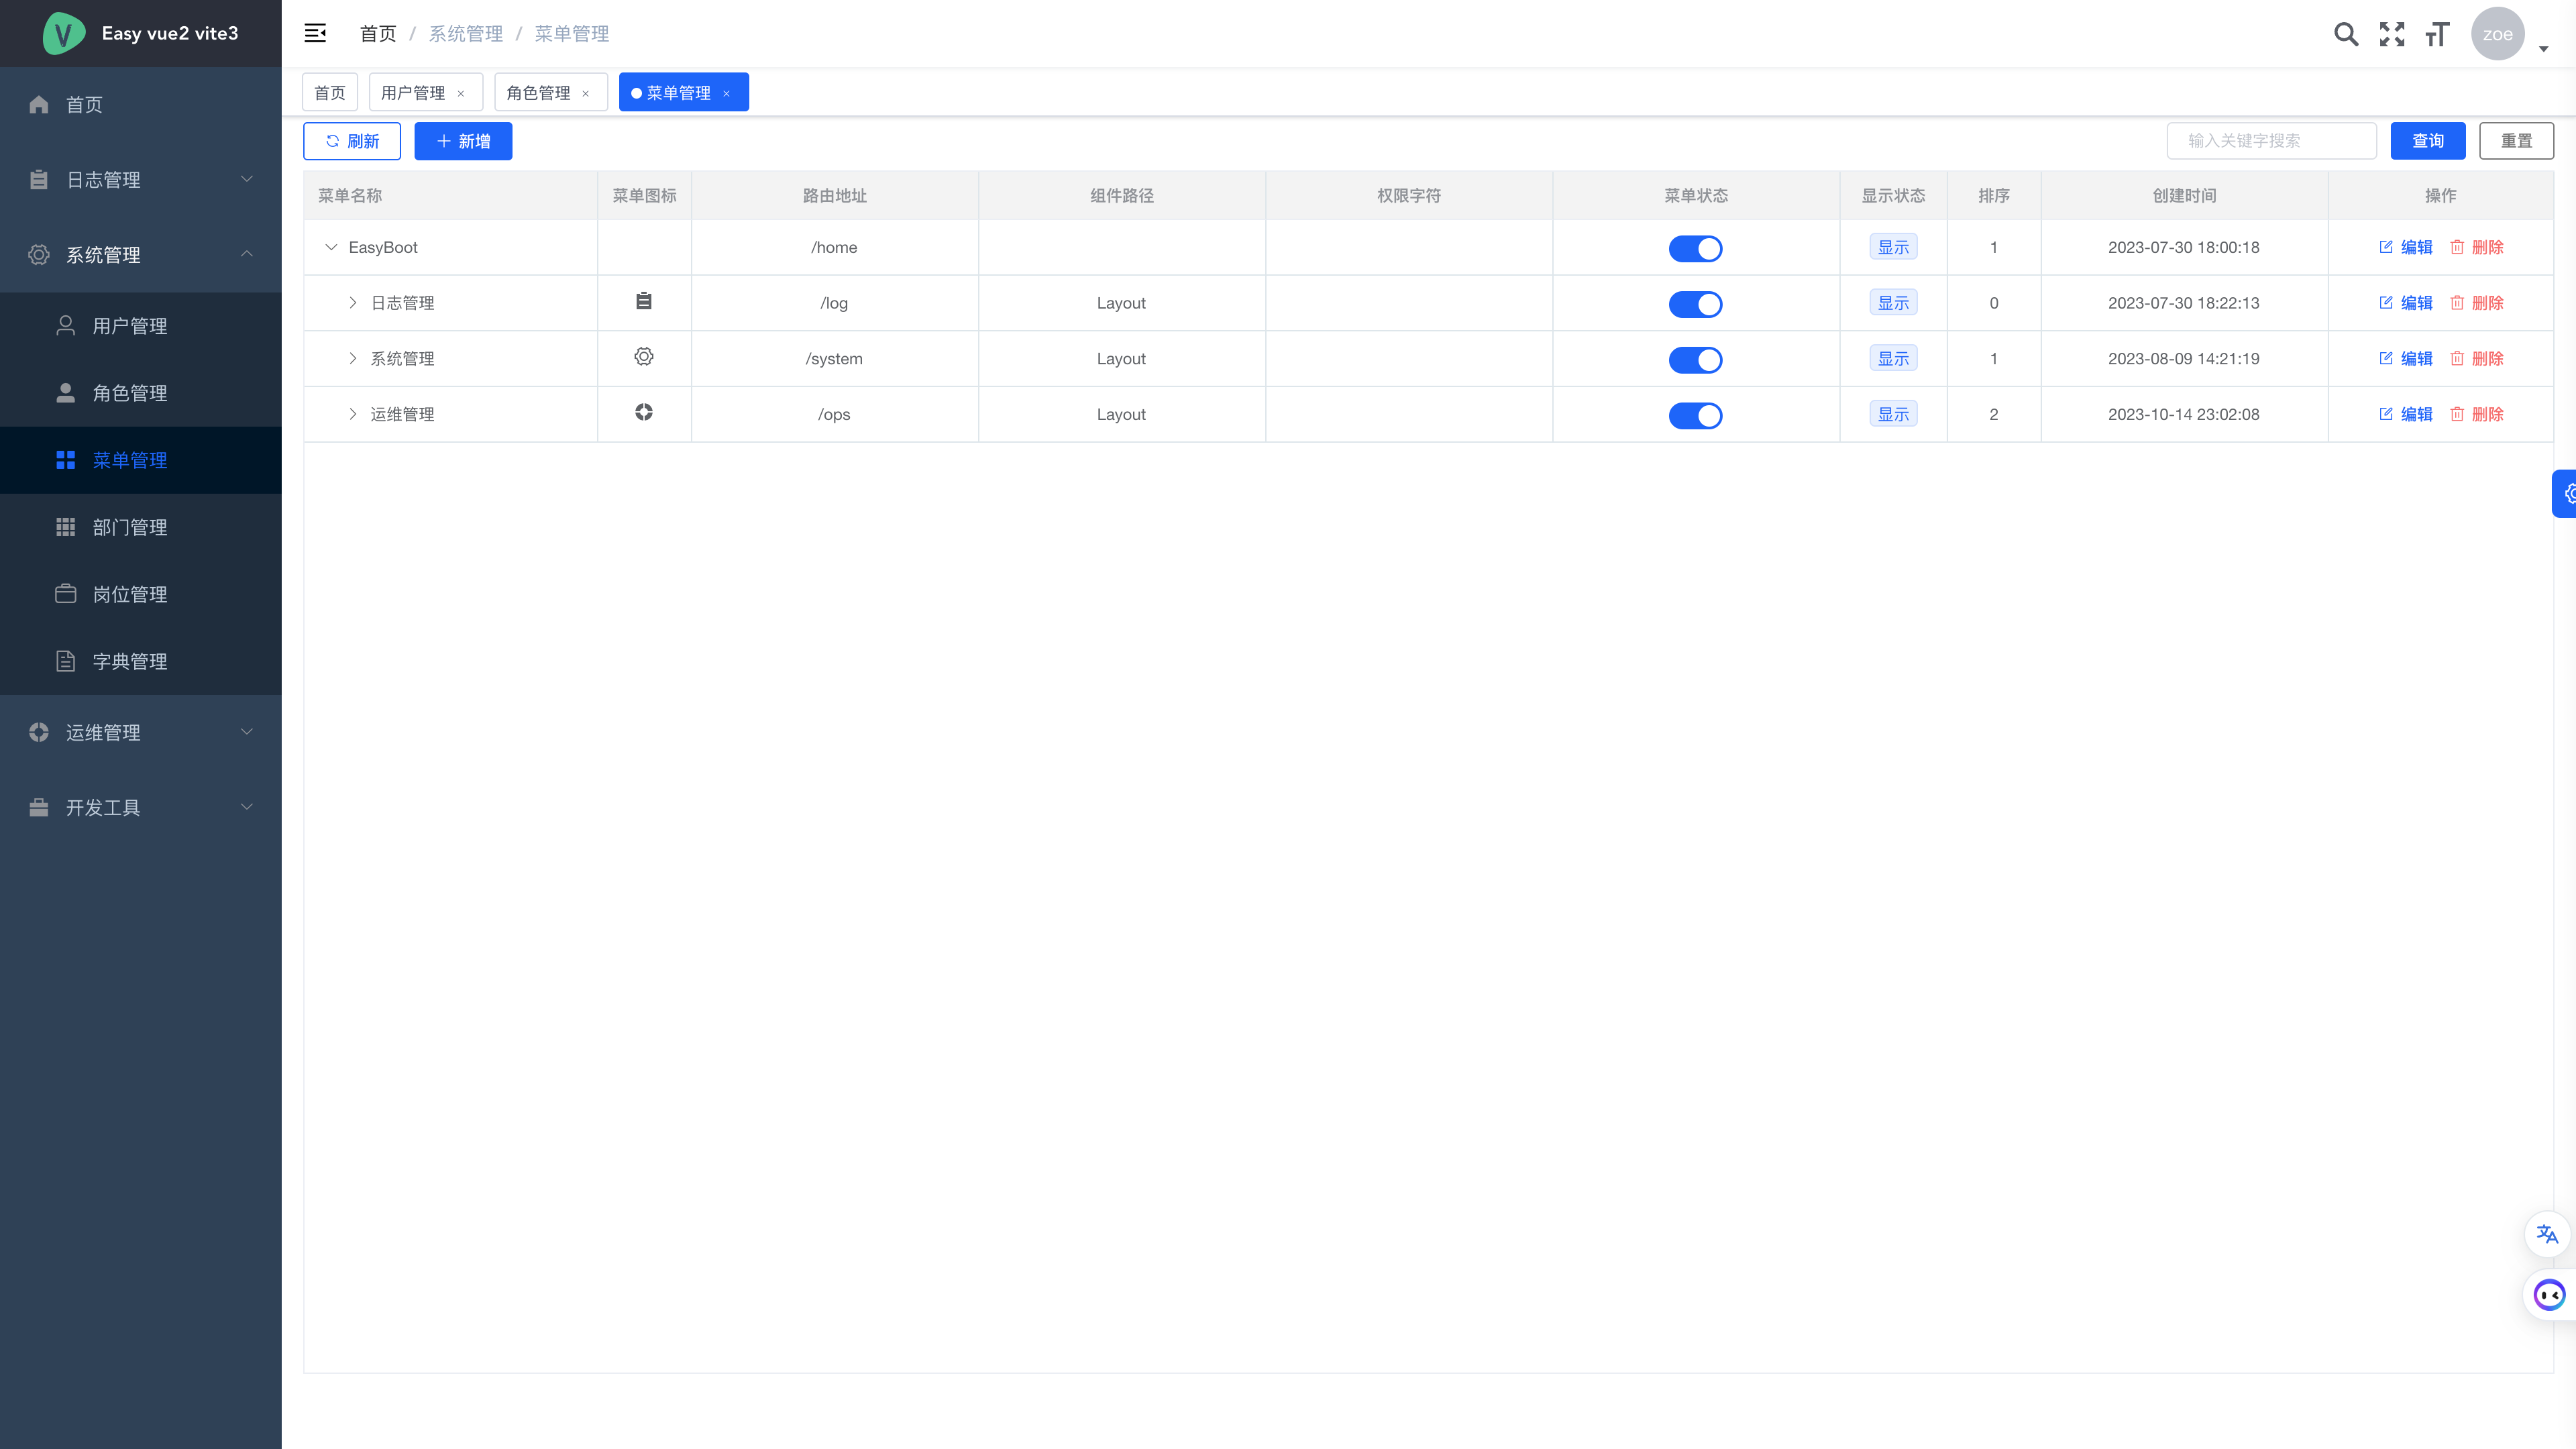 Easy vue2 vite3
首页 / 系统管理 / 菜单管理
zoe
首页
日志管理
系统管理
用户管理
角色管理
菜单管理
部门管理
岗位管理
字典管理
运维管理
开发工具
首页 用户管理 × 角色管理 × 菜单管理 ×
刷新 新增 输入关键字搜索 查询 重置
菜单名称 菜单图标 路由地址 组件路径 权限字符 菜单状态 显示状态 排序 创建时间 操作
EasyBoot /home 显示 1 2023-07-30 18:00:18 编辑 删除
日志管理 /log Layout 显示 0 2023-07-30 18:22:13 编辑 删除
系统管理 /system Layout 显示 1 2023-08-09 14:21:19 编辑 删除
运维管理 /ops Layout 显示 2 2023-10-14 23:02:08 编辑 删除